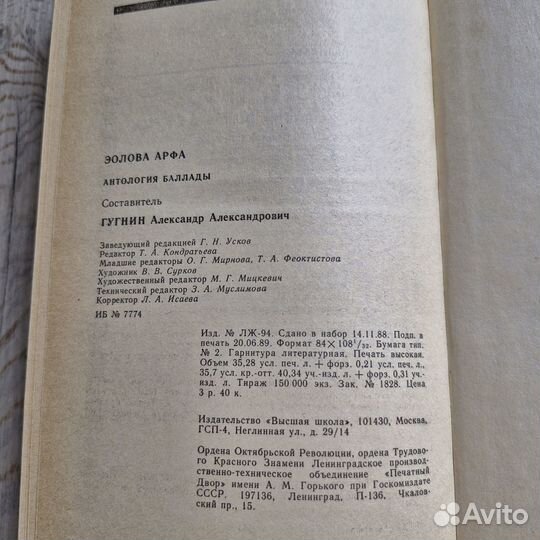 ЭОЛОВА АРФА
АНТОЛОГИЯ БАЛЛАДЫ
Составитель
ГУГНИН Александр Александрович
Заведующий редакцией Г. Н. Усков
Редактор Т. А. Кондратьева
Младшие редакторы О. Г. Мирнова, Т. А. Феоктистова
Художник В. В. Сурков
Художественный редактор М. Г. Мицкевич
Технический редактор З. А. Муслимова
Корректор Л. А. Исаева
ИБ № 7774
Изд. № ЛЖ-94. Сдано в набор 14.11.88. Подп. в
печать 20.06.89. Формат 84×108¹/₃₂. Бумага тип.
№ 2. Гарнитура литературная. Печать высокая.
Объем 35,28 усл. печ. л. + форз. 0,21 усл. печ. л.,
35,7 усл. кр.-отт. 40,34 уч.-изд. л. + форз. 0,31 уч.-
изд. л. Тираж 150 000 экз. Зак. № 1828. Цена
3 р. 40 к.
Издательство «Высшая школа», 101430, Москва,
ГСП-4, Неглинная ул., д. 29/14
Ордена Октябрьской Революции, ордена Трудово-
го Красного Знамени Ленинградское производ-
ственно-техническое объединение «Печатный
Двор» имени А. М. Горького при Госкомиздате
СССР. 197136, Ленинград, П-136, Чкалов-
ский пр., 15.
Avito